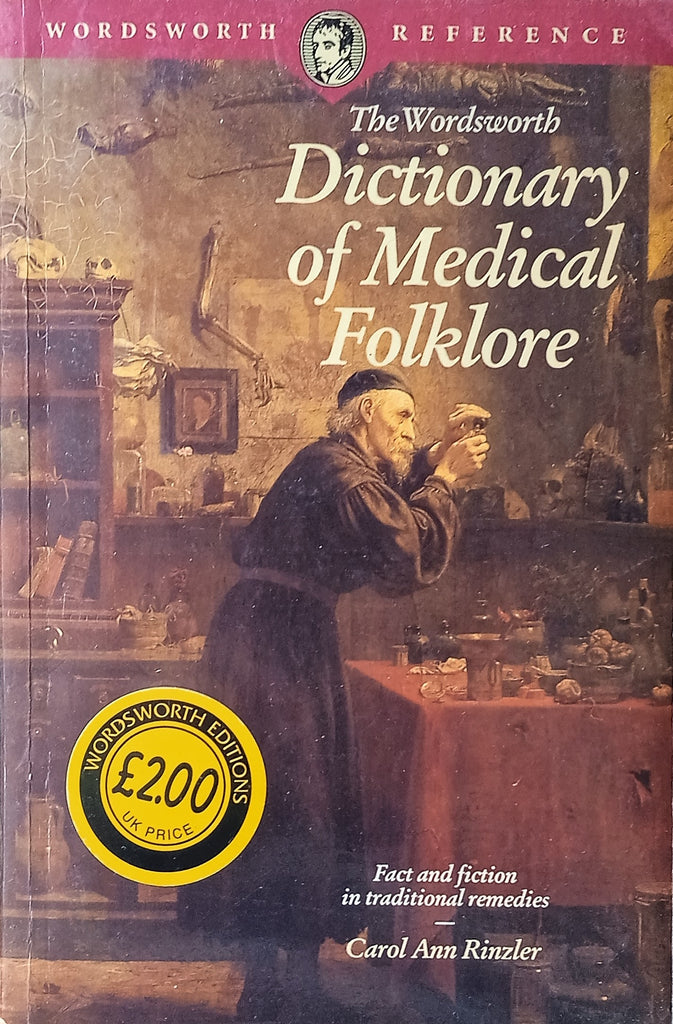 WORDSWORTH REFERENCE
The Wordsworth
Dictionary
of Medical
Folklore
WORDSWORTH EDITIONS
£2.00
UK PRICE
Fact and fiction
in traditional remedies
Carol Ann Rinzler